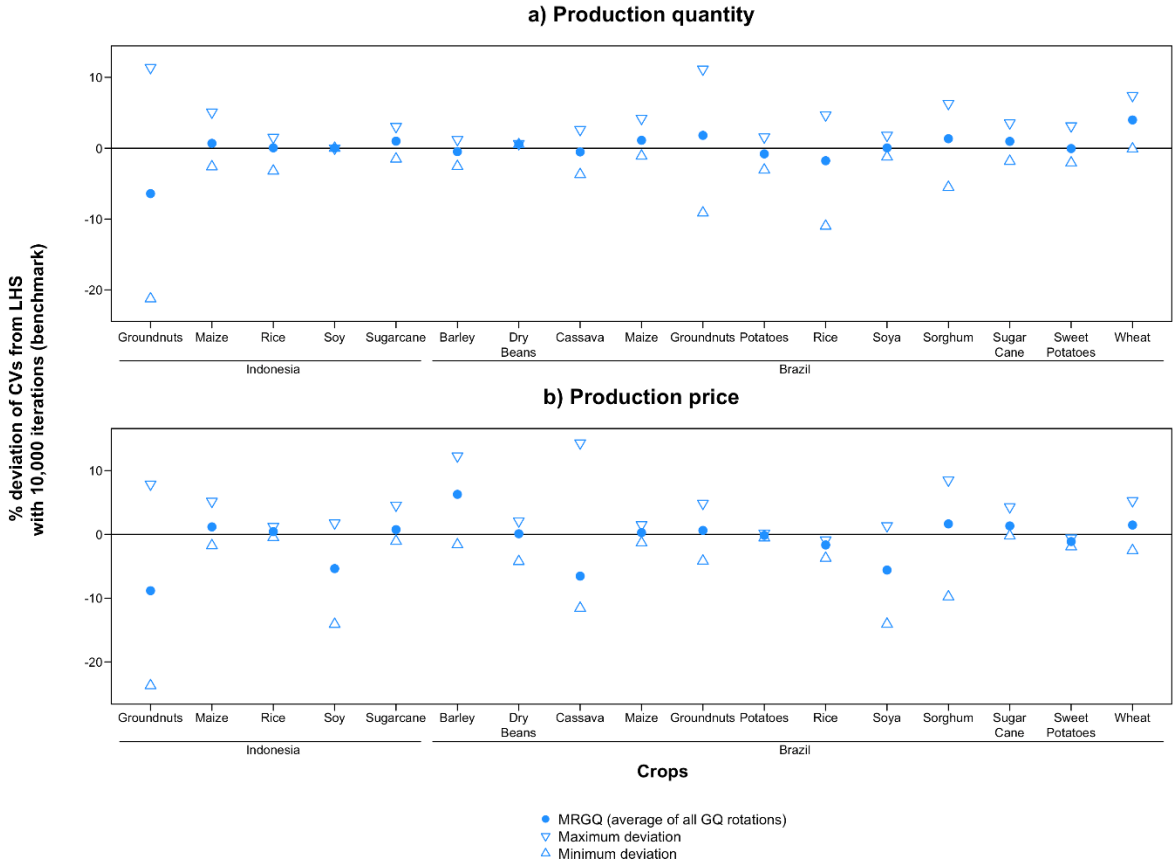 a) Production quantity
% deviation of CVs from LHS
with 10,000 iterations (benchmark)
10
0
-10
-20
Groundnuts Maize Rice Soy Sugarcane Barley Dry Beans Cassava Maize Groundnuts Potatoes Rice Soya Sorghum Sugar Cane Sweet Potatoes Wheat
Indonesia Brazil
b) Production price
10
0
-10
-20
Groundnuts Maize Rice Soy Sugarcane Barley Dry Beans Cassava Maize Groundnuts Potatoes Rice Soya Sorghum Sugar Cane Sweet Potatoes Wheat
Indonesia Brazil
Crops
MRGQ (average of all GQ rotations)
Maximum deviation
Minimum deviation